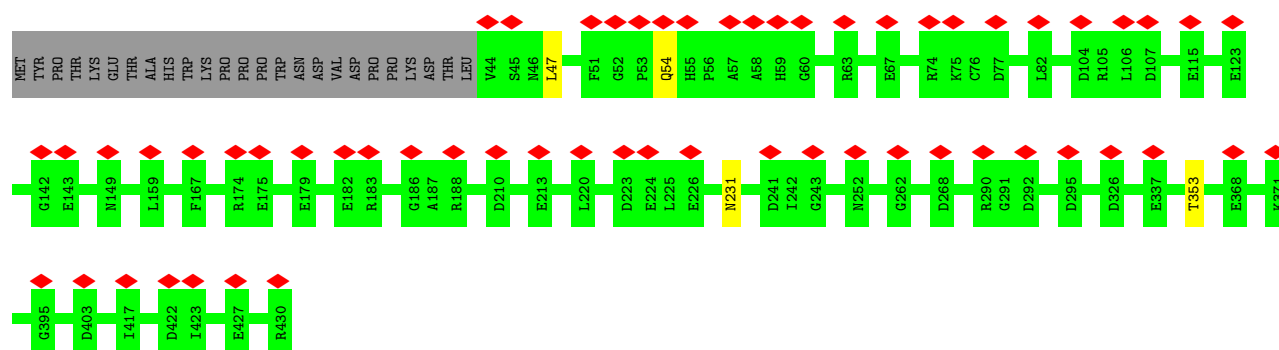 MET TYR PRO THR LYS GLU THR ALA HIS TRP LYS PRO PRO PRO TRP ASN ASP VAL ASP PRO PRO LYS ASP THR LEU V44 S45 N46 L47 F51 G52 P53 Q54 H55 P56 A57 A58 H59 G60 R63 E67 R74 K75 C76 D77 L82 D104 R105 L106 D107 E115 E123
G142 E143 N149 L159 F167 R174 E175 E179 E182 R183 G186 A187 R188 D210 E213 L220 D223 E224 L225 E226 N231 D241 I242 G243 N252 G262 D268 R290 G291 D292 D295 D326 E337 T353 E368 K371
G395 D403 I417 D422 I423 E427 R430